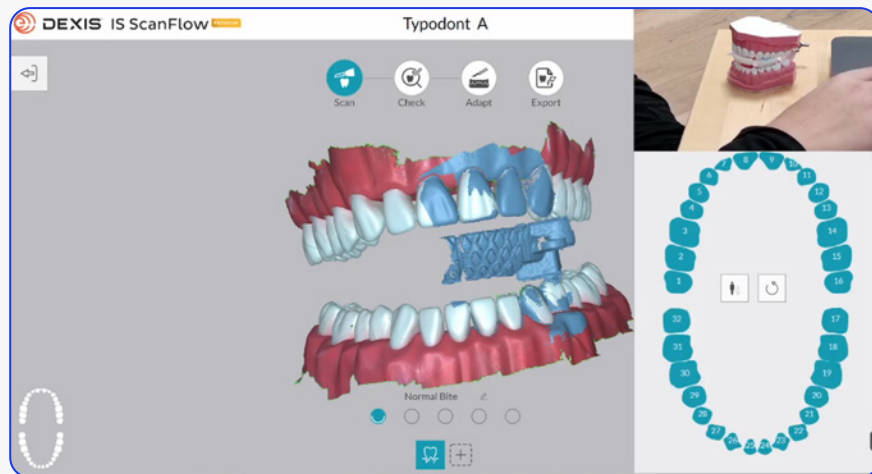 DEXIS IS ScanFlow PREMIUM
Typodont A
Scan
Check
Adapt
Export
Normal Bite
7 8 9 10
6 11
5 12
4 13
3 14
2 15
1 16
32 17
31 18
30 19
29 20
28 21
27 26 25 24 23 22